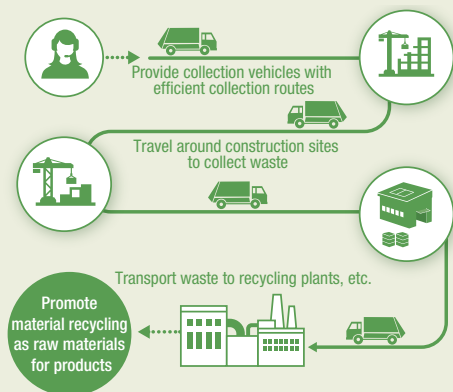 Provide collection vehicles with
efficient collection routes
Travel around construction sites
to collect waste
Transport waste to recycling plants, etc.
Promote
material recycling
as raw materials
for products